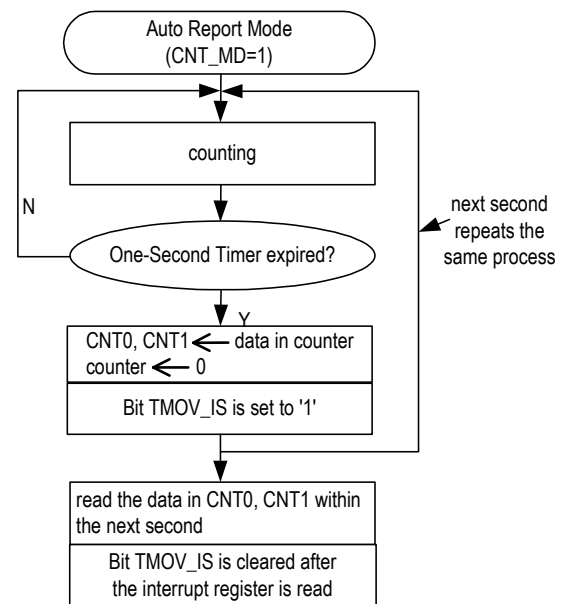 Auto Report Mode
(CNT_MD=1)
counting
N
next second
repeats the
same process
One-Second Timer expired?
Y
CNT0, CNT1 ← data in counter
counter ← 0
Bit TMOV_IS is set to '1'
read the data in CNT0, CNT1 within
the next second
Bit TMOV_IS is cleared after
the interrupt register is read